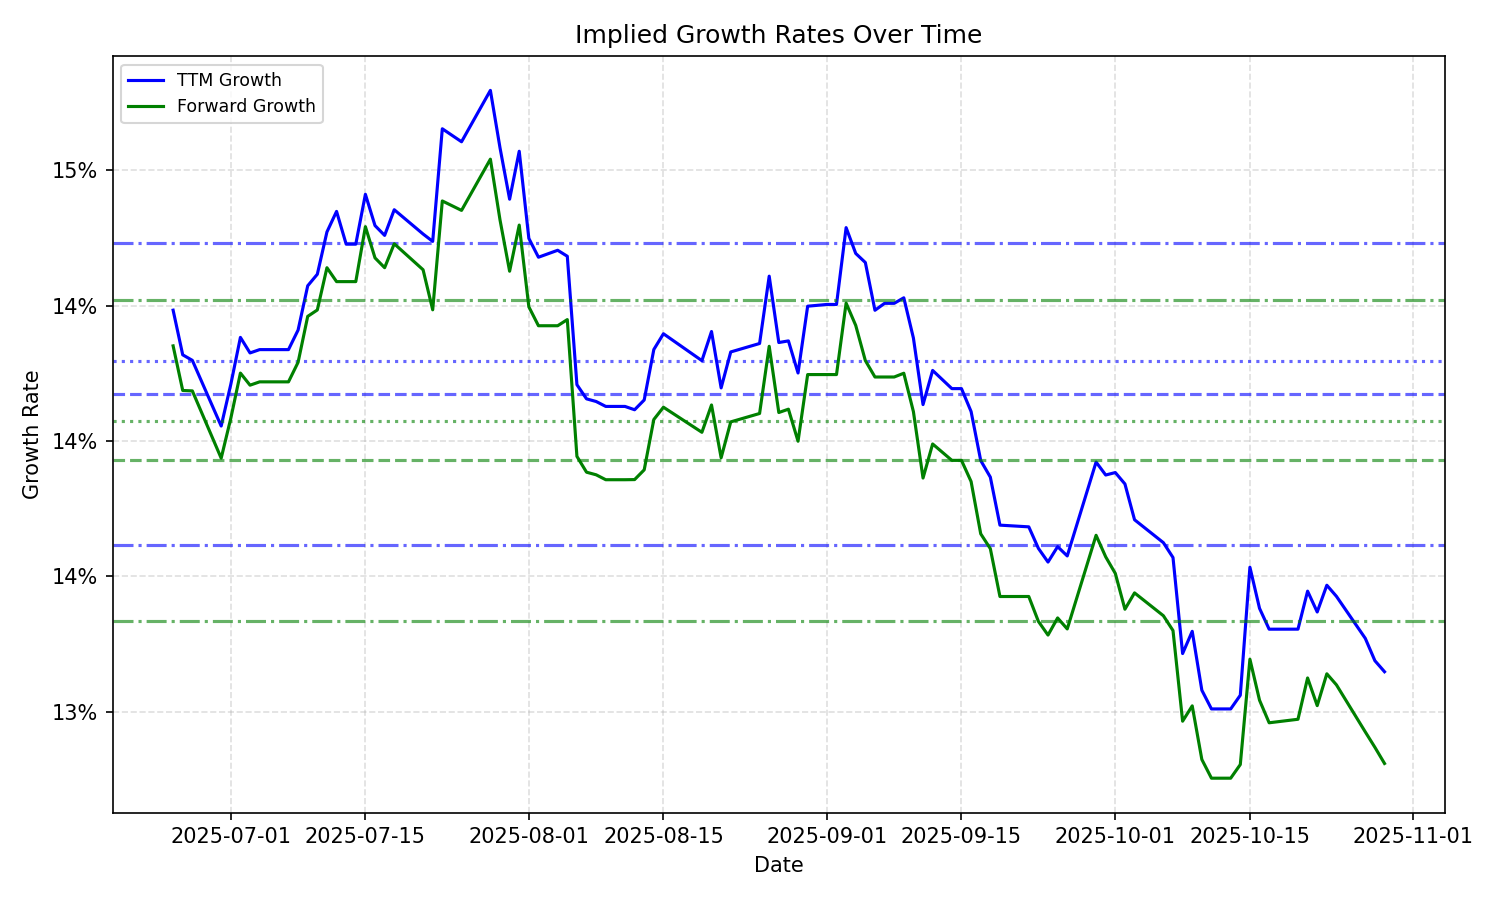 Implied Growth Rates Over Time
TTM Growth
Forward Growth
Growth Rate
15%
14%
14%
14%
13%
2025-07-01 2025-07-15 2025-08-01 2025-08-15 2025-09-01 2025-09-15 2025-10-01 2025-10-15 2025-11-01
Date